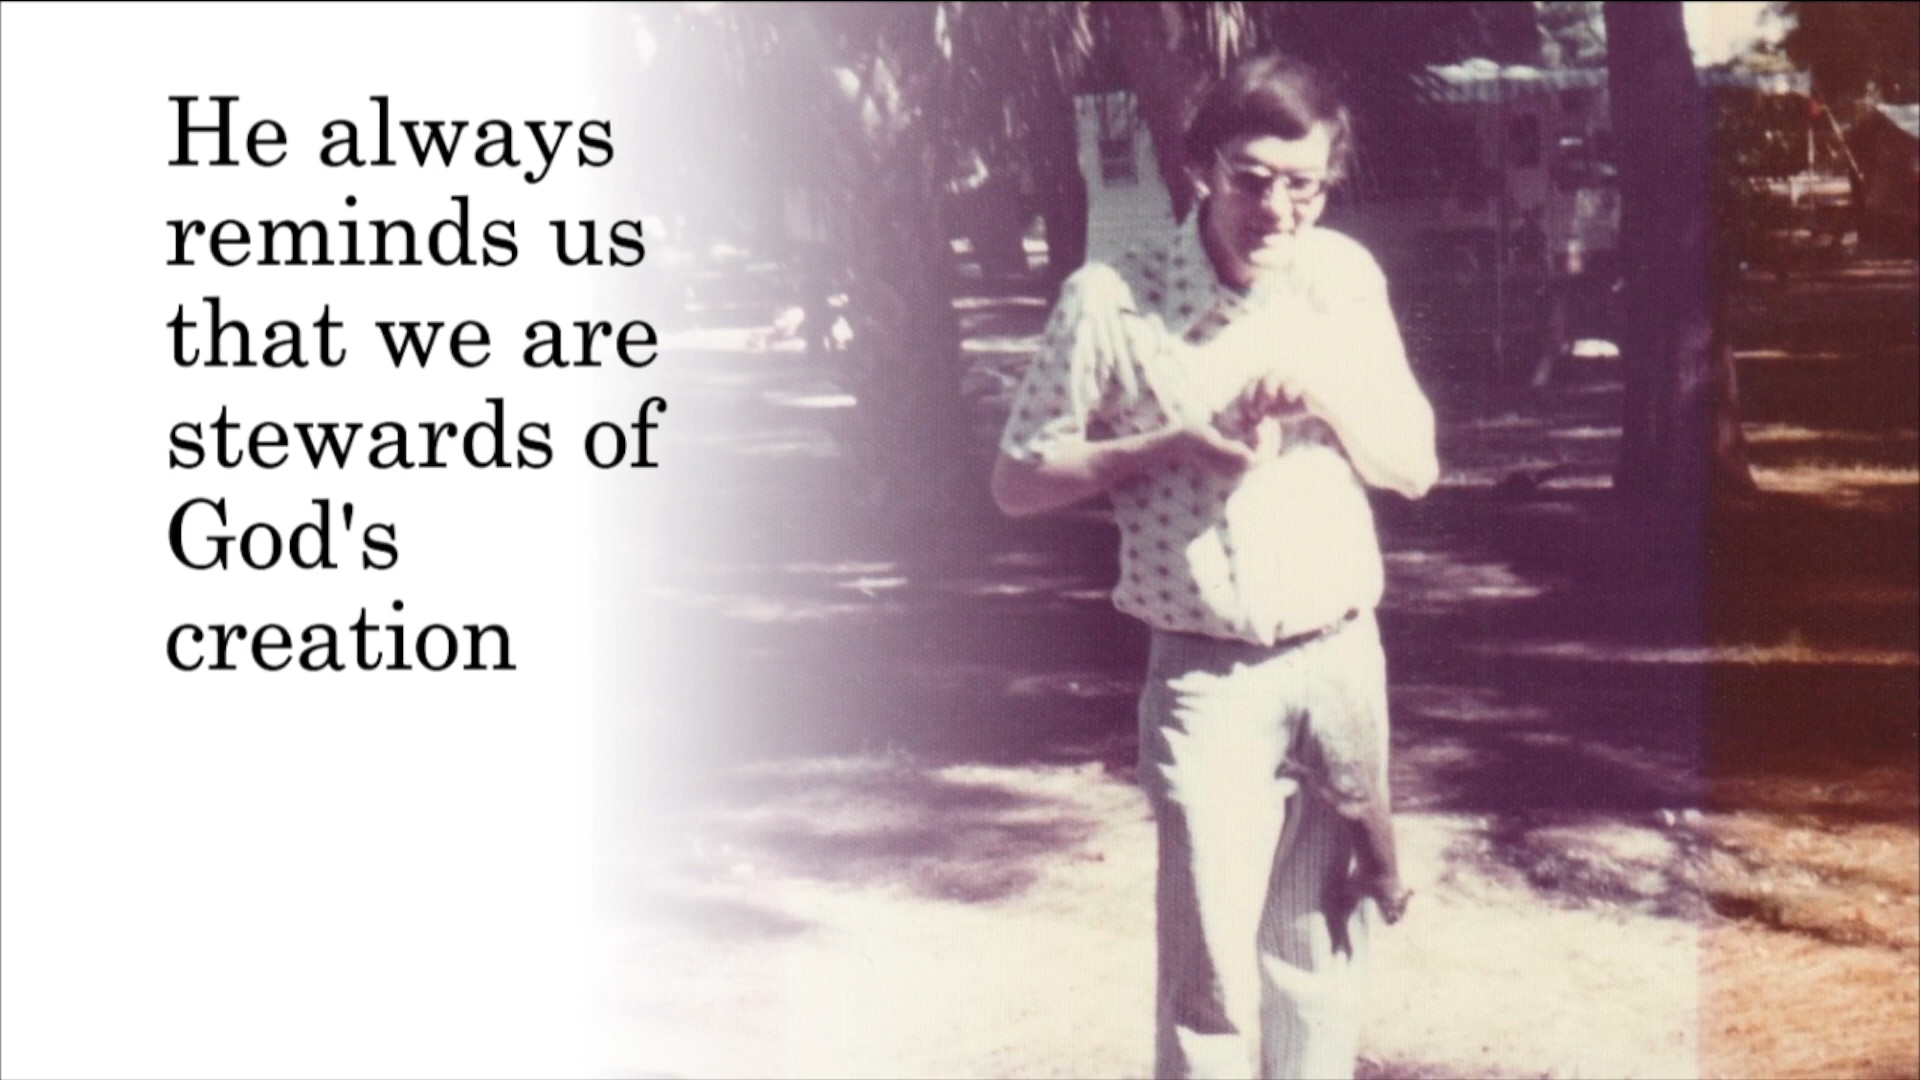 He always
reminds us
that we are
stewards of
God's
creation